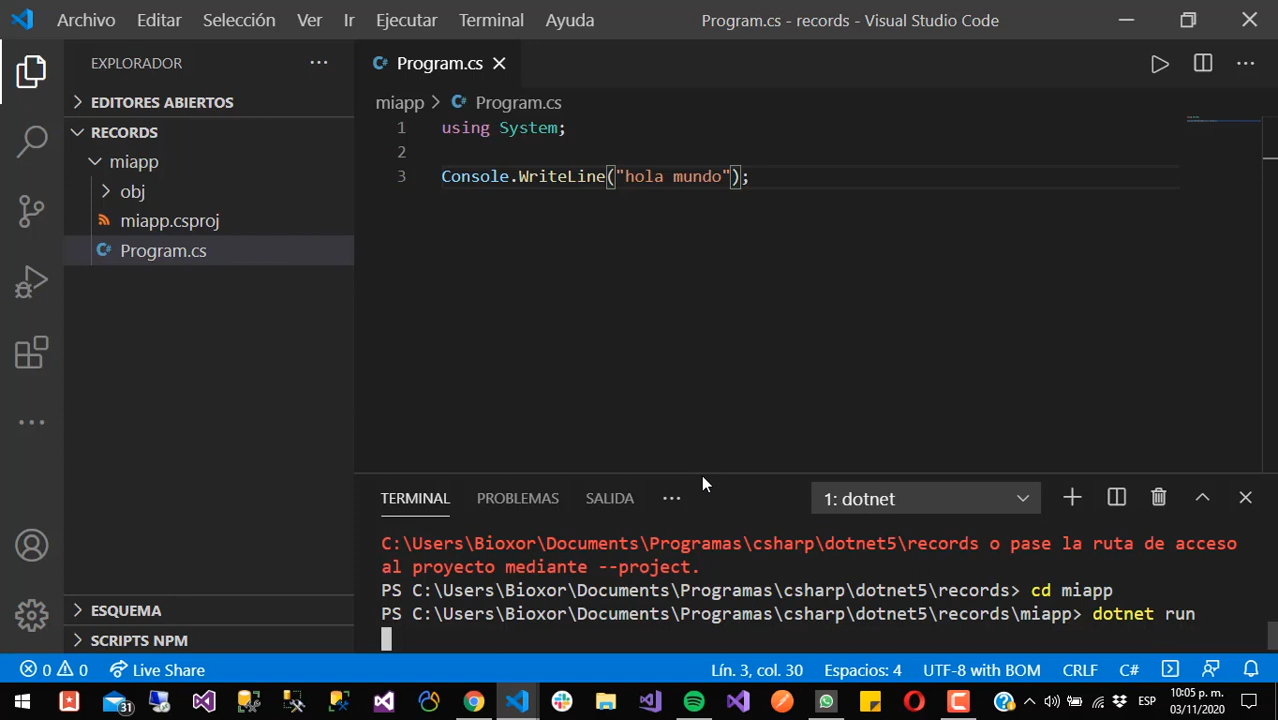 Archivo Editar Selección Ver Ir Ejecutar Terminal Ayuda Program.cs - records - Visual Studio Code
EXPLORADOR
EDITORES ABIERTOS
RECORDS
miapp
obj
miapp.csproj
Program.cs
ESQUEMA
SCRIPTS NPM
Program.cs
miapp Program.cs
1 using System;
2
3 Console.WriteLine("hola mundo");
TERMINAL PROBLEMAS SALIDA 1: dotnet
C:\Users\Bioxor\Documents\Programas\csharp\dotnet5\records o pase la ruta de acceso
al proyecto mediante --project.
PS C:\Users\Bioxor\Documents\Programas\csharp\dotnet5\records> cd miapp
PS C:\Users\Bioxor\Documents\Programas\csharp\dotnet5\records\miapp> dotnet run
0 0 Live Share Lín. 3, col. 30 Espacios: 4 UTF-8 with BOM CRLF C#
31 ESP 10:05 p. m.
03/11/2020